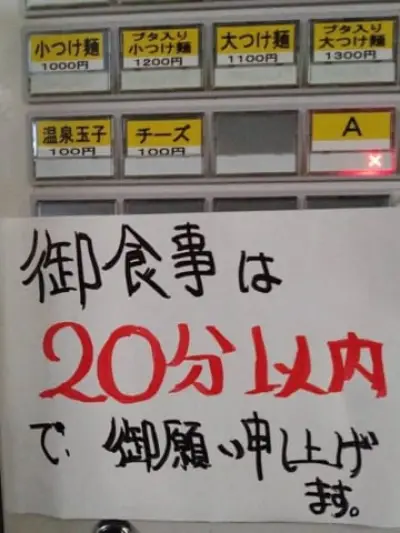 小つけ麺
1000円
ブタ入り
小つけ麺
1200円
大つけ麺
1100円
ブタ入り
大つけ麺
1300円
温泉玉子
100円
チーズ
100円
A
×
御食事は
20分以内
で、御願い申し上げ
ます。